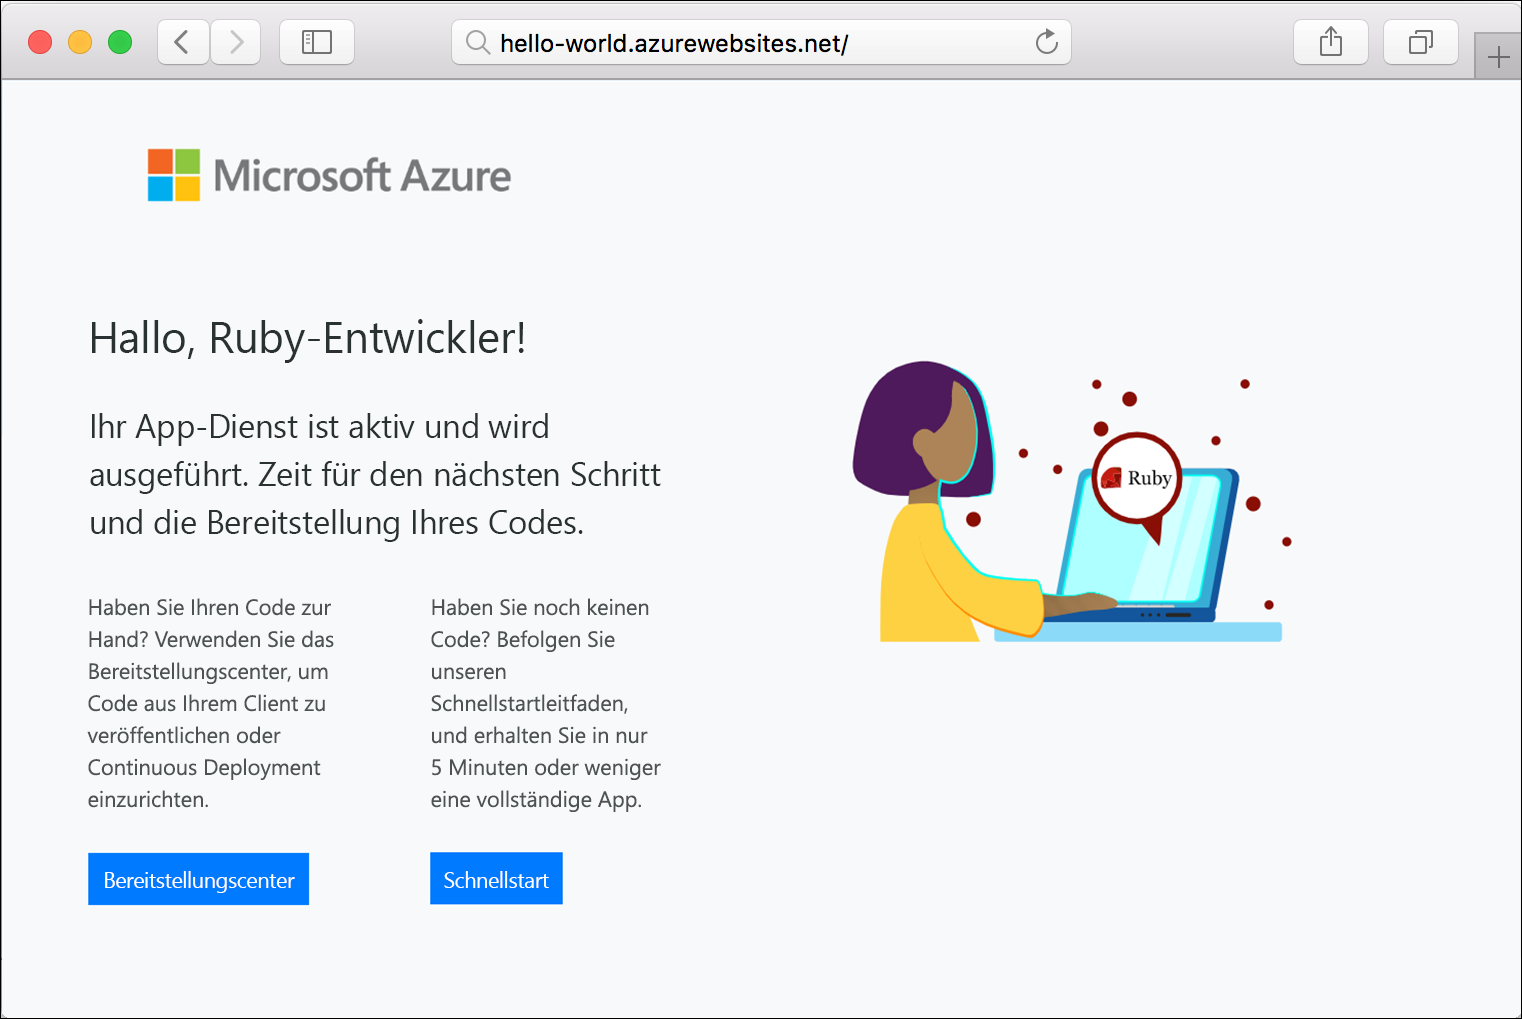 hello-world.azurewebsites.net/
Microsoft Azure
Hallo, Ruby-Entwickler!
Ihr App-Dienst ist aktiv und wird
ausgeführt. Zeit für den nächsten Schritt
und die Bereitstellung Ihres Codes.
Haben Sie Ihren Code zur
Hand? Verwenden Sie das
Bereitstellungscenter, um
Code aus Ihrem Client zu
veröffentlichen oder
Continuous Deployment
einzurichten.
Bereitstellungscenter
Haben Sie noch keinen
Code? Befolgen Sie
unseren
Schnellstartleitfaden,
und erhalten Sie in nur
5 Minuten oder weniger
eine vollständige App.
Schnellstart
Ruby